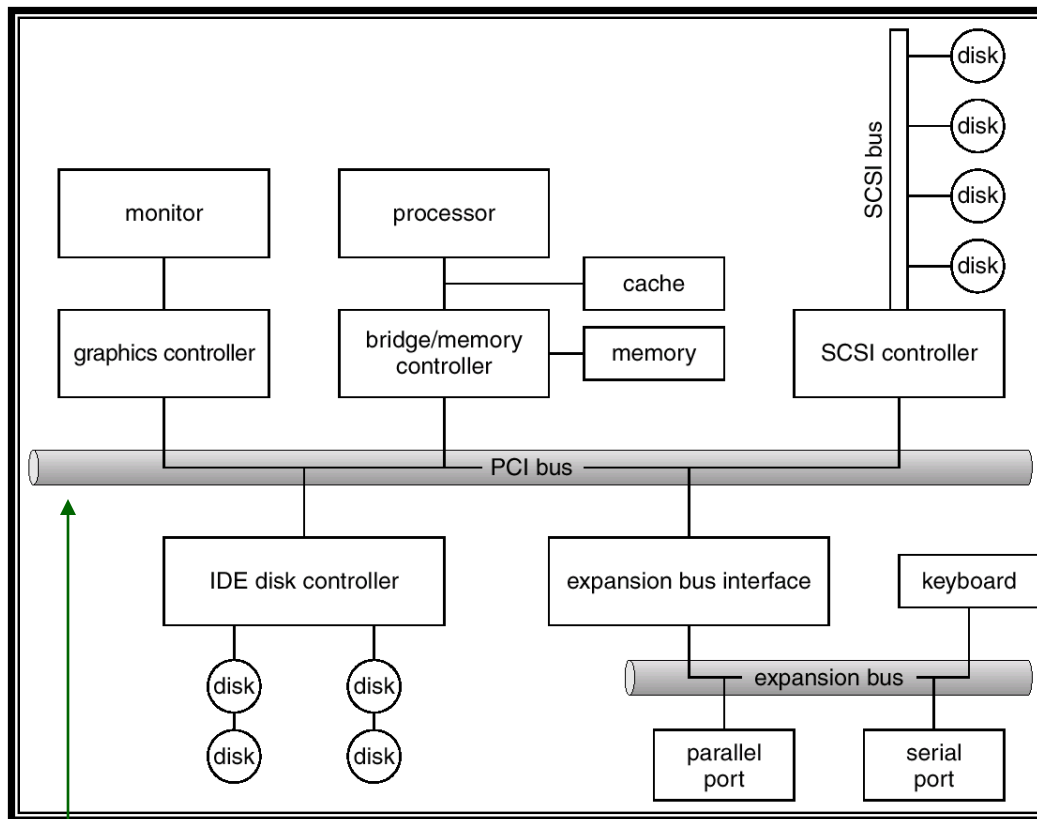 disk
disk
disk
disk
SCSI bus
monitor
processor
cache
graphics controller
bridge/memory
controller
memory
SCSI controller
PCI bus
IDE disk controller
expansion bus interface
keyboard
disk
disk
expansion bus
disk
disk
parallel
port
serial
port